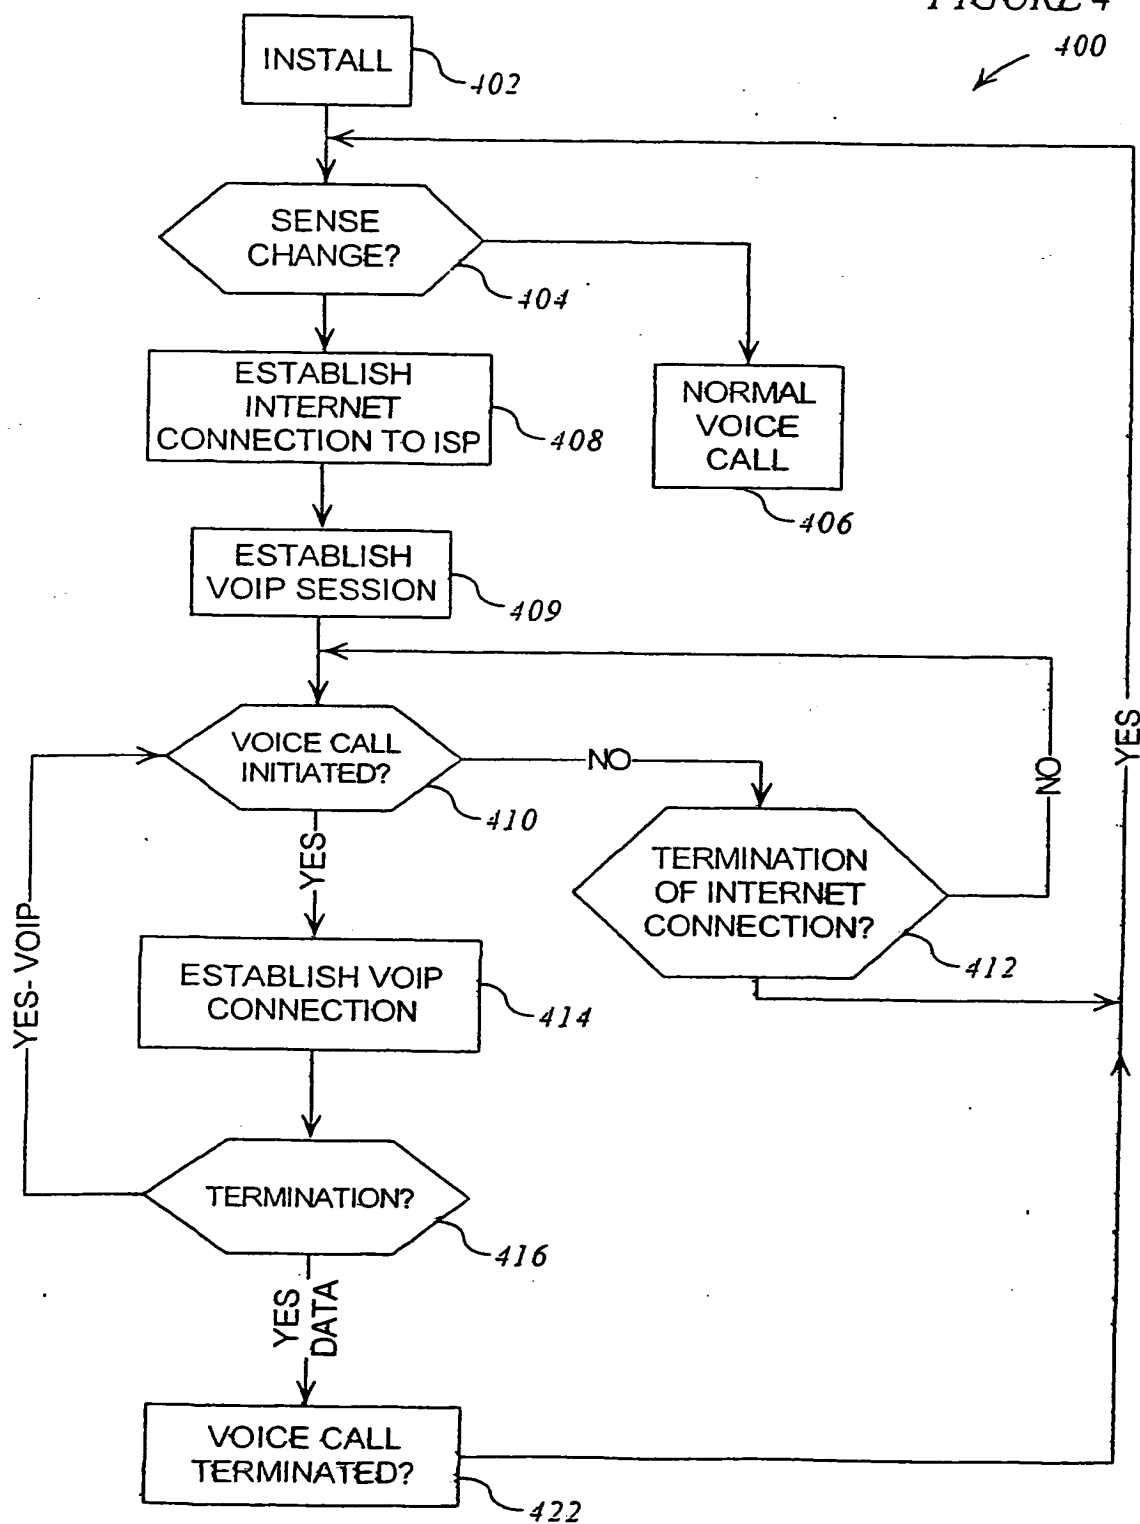 FIGURE 4
400
INSTALL
402
SENSE
CHANGE?
404
ESTABLISH
INTERNET
CONNECTION TO ISP
408
NORMAL
VOICE
CALL
406
ESTABLISH
VOIP SESSION
409
VOICE CALL
INITIATED?
410
NO
TERMINATION
OF INTERNET
CONNECTION?
412
NO
YES
YES
ESTABLISH VOIP
CONNECTION
414
YES-VOIP
TERMINATION?
416
YES
DATA
VOICE CALL
TERMINATED?
422